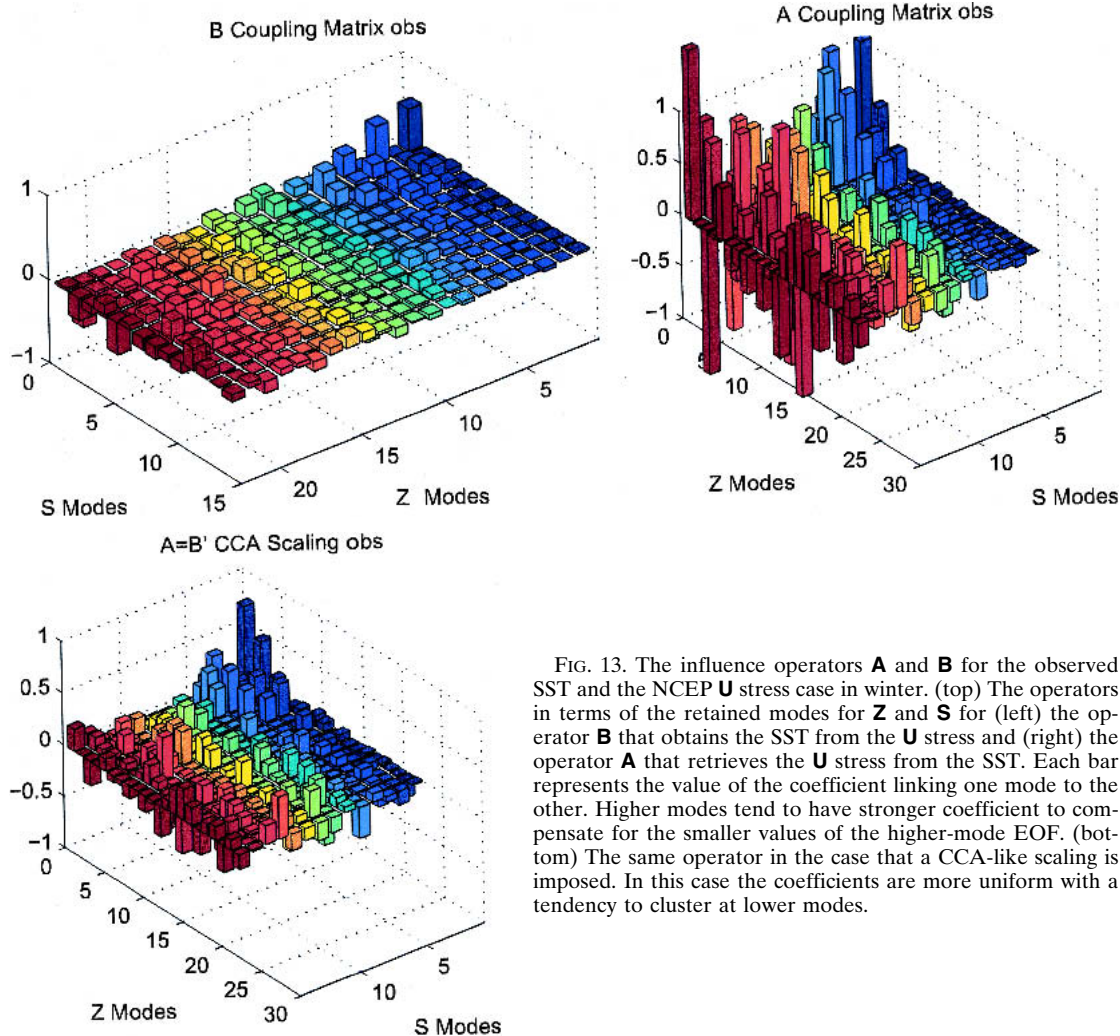 B Coupling Matrix obs
1
0
−1
0
5
10
15
S Modes
20
15
10
5
Z Modes
A Coupling Matrix obs
1
0.5
0
−0.5
−1
0
10
15
20
25
30
Z Modes
10
5
S Modes
A=B' CCA Scaling obs
1
0.5
0
−0.5
−1
0
5
10
15
20
25
30
Z Modes
10
5
S Modes
FIG. 13. The influence operators A and B for the observed
SST and the NCEP U stress case in winter. (top) The operators
in terms of the retained modes for Z and S for (left) the op-
erator B that obtains the SST from the U stress and (right) the
operator A that retrieves the U stress from the SST. Each bar
represents the value of the coefficient linking one mode to the
other. Higher modes tend to have stronger coefficient to com-
pensate for the smaller values of the higher-mode EOF. (bot-
tom) The same operator in the case that a CCA-like scaling is
imposed. In this case the coefficients are more uniform with a
tendency to cluster at lower modes.